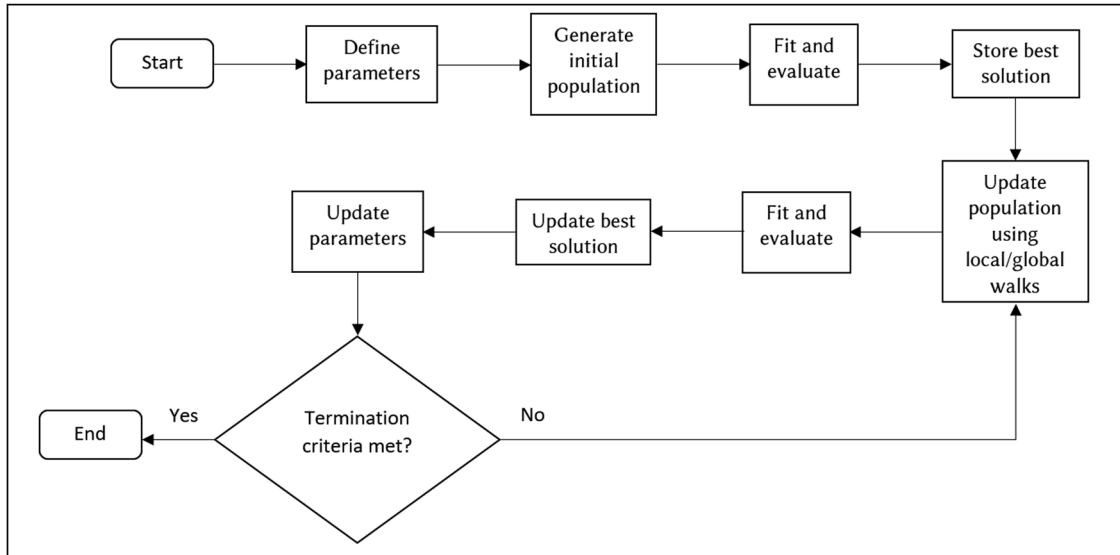 Start
Define
parameters
Generate
initial
population
Fit and
evaluate
Store best
solution
Update
population
using
local/global
walks
Fit and
evaluate
Update best
solution
Update
parameters
Termination
criteria met?
Yes
No
End